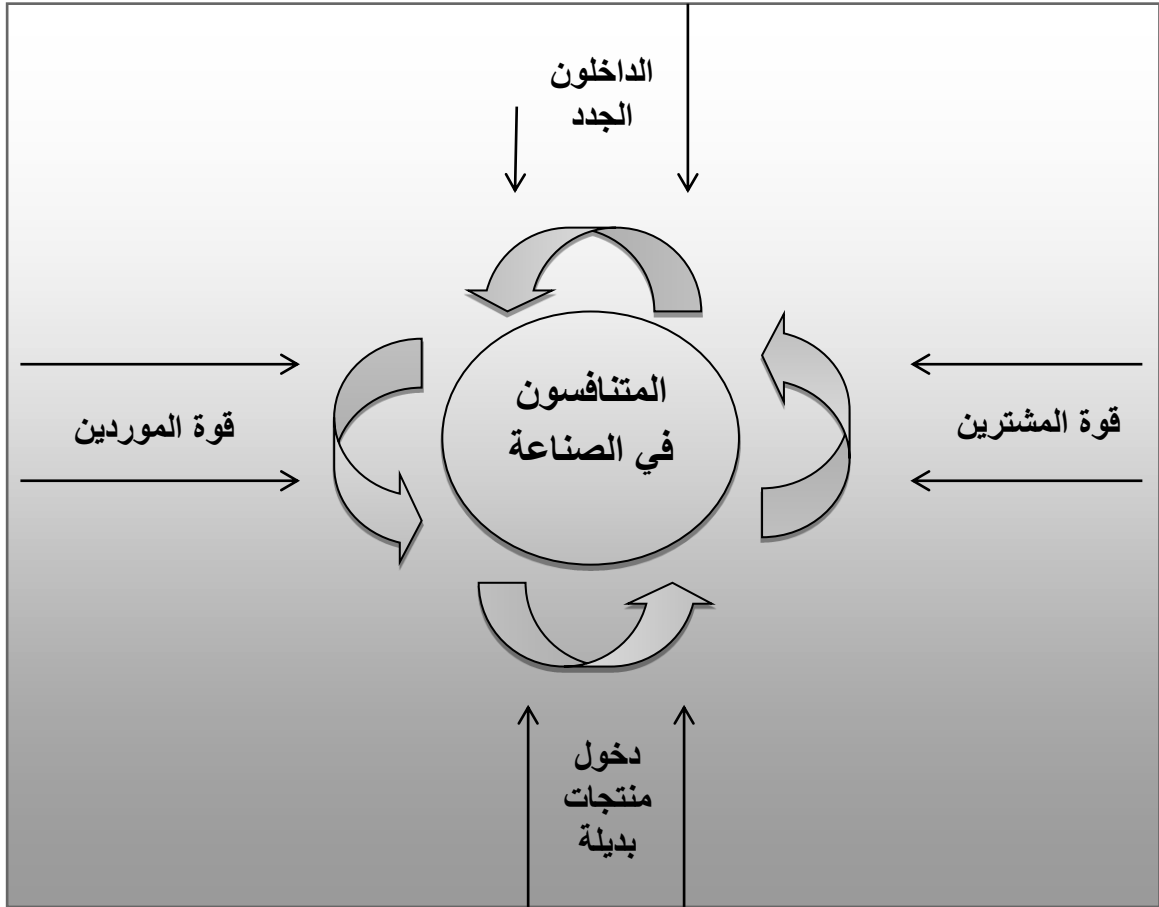 الداخلون
الجدد
المتنافسون
في الصناعة
قوة المشترين
قوة الموردين
دخول
منتجات
بديلة